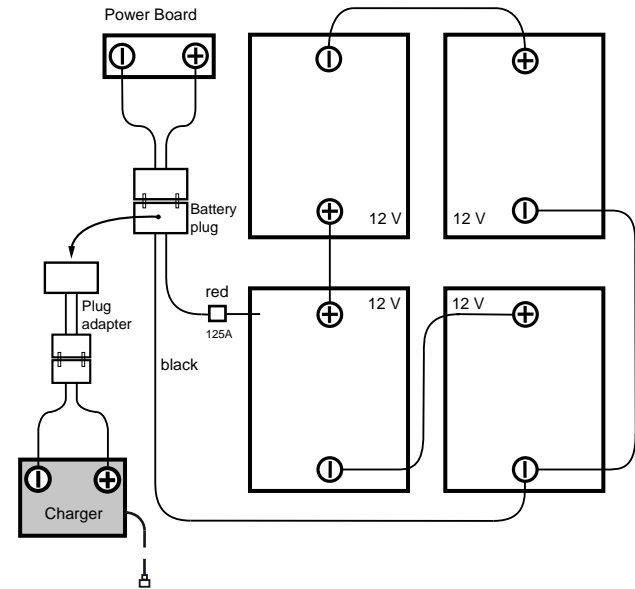 Power Board
Battery
plug
12 V
12 V
red
125A
12 V
12 V
Plug
adapter
black
Charger